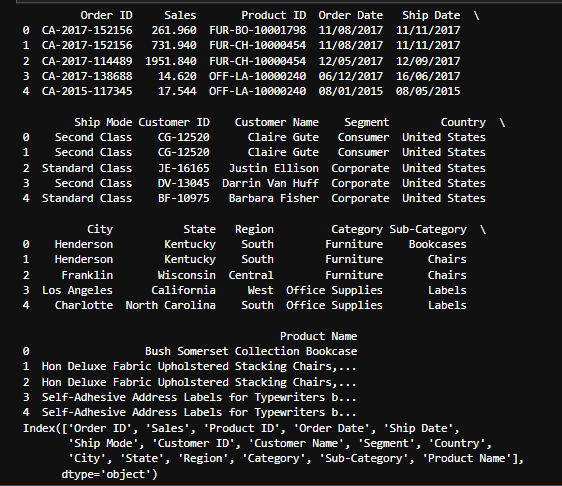 Order ID Sales Product ID Order Date Ship Date \
0 CA-2017-152156 261.960 FUR-BO-10001798 11/08/2017 11/11/2017
1 CA-2017-152156 731.940 FUR-CH-10000454 11/08/2017 11/11/2017
2 CA-2017-114489 1951.840 FUR-CH-10000454 12/05/2017 12/09/2017
3 CA-2017-138688 14.620 OFF-LA-10000240 06/12/2017 16/06/2017
4 CA-2015-117345 17.544 OFF-LA-10000240 08/01/2015 08/05/2015
Ship Mode Customer ID Customer Name Segment Country \
0 Second Class CG-12520 Claire Gute Consumer United States
1 Second Class CG-12520 Claire Gute Consumer United States
2 Standard Class JE-16165 Justin Ellison Corporate United States
3 Second Class DV-13045 Darrin Van Huff Corporate United States
4 Standard Class BF-10975 Barbara Fisher Corporate United States
City State Region Category Sub-Category \
0 Henderson Kentucky South Furniture Bookcases
1 Henderson Kentucky South Furniture Chairs
2 Franklin Wisconsin Central Furniture Chairs
3 Los Angeles California West Office Supplies Labels
4 Charlotte North Carolina South Office Supplies Labels
Product Name
0 Bush Somerset Collection Bookcase
1 Hon Deluxe Fabric Upholstered Stacking Chairs,...
2 Hon Deluxe Fabric Upholstered Stacking Chairs,...
3 Self-Adhesive Address Labels for Typewriters b...
4 Self-Adhesive Address Labels for Typewriters b...
Index(['Order ID', 'Sales', 'Product ID', 'Order Date', 'Ship Date',
'Ship Mode', 'Customer ID', 'Customer Name', 'Segment', 'Country',
'City', 'State', 'Region', 'Category', 'Sub-Category', 'Product Name'],
dtype='object')